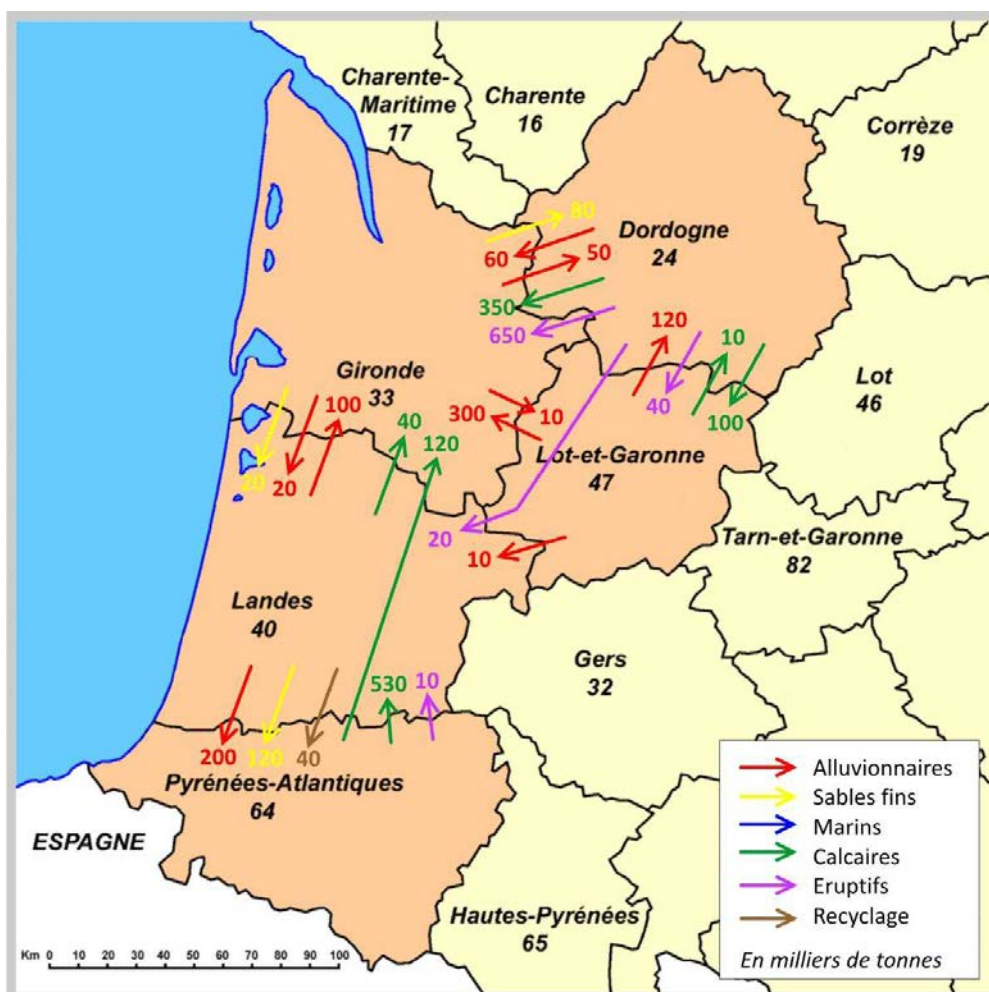 Charente-
Maritime
17
Charente
16
Corrèze
19
80
Dordogne
24
60
50
350
650
120
10
Gironde
33
Lot
46
40
100
100
40
300
10
120
Lot-et-Garonne
47
20
20
20
10
Tarn-et-Garonne
82
Landes
40
Gers
32
530
10
200
120
40
Pyrénées-Atlantiques
64
ESPAGNE
Hautes-Pyrénées
65
Alluvionnaires
Sables fins
Marins
Calcaires
Eruptifs
Recyclage
En milliers de tonnes
Km 0 10 20 30 40 50 60 70 80 90 100